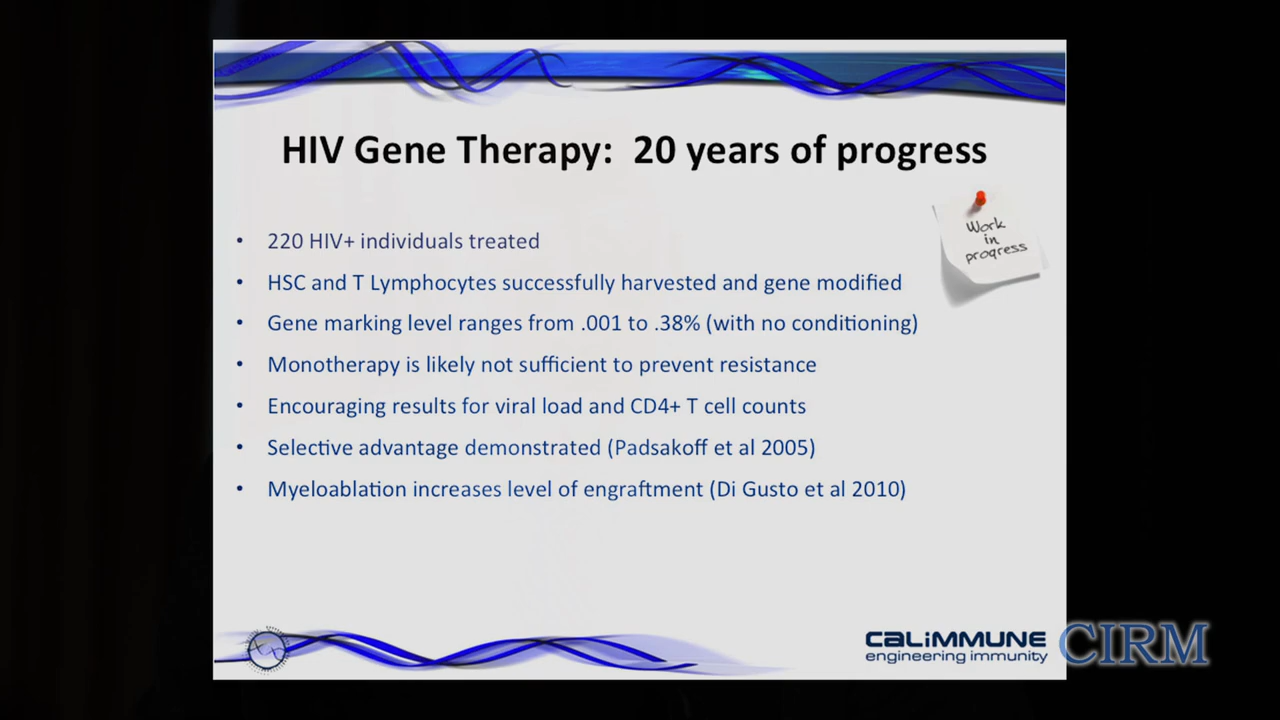 HIV Gene Therapy: 20 years of progress
Work
in
progress
• 220 HIV+ individuals treated
• HSC and T Lymphocytes successfully harvested and gene modified
• Gene marking level ranges from .001 to .38% (with no conditioning)
• Monotherapy is likely not sufficient to prevent resistance
• Encouraging results for viral load and CD4+ T cell counts
• Selective advantage demonstrated (Padsakoff et al 2005)
• Myeloablation increases level of engraftment (Di Gusto et al 2010)
CALIMMUNE
engineering immunity
CIRM